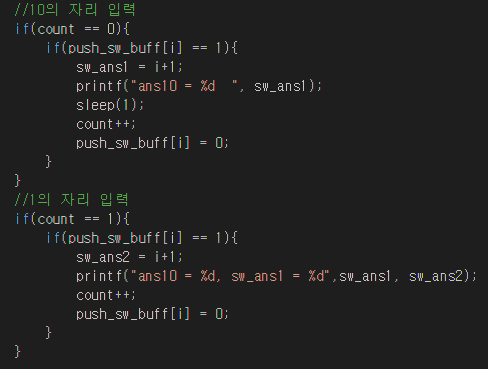 //10의 자리 입력
if(count == 0){
if(push_sw_buff[i] == 1){
sw_ans1 = i+1;
printf("ans10 = %d  ", sw_ans1);
sleep(1);
count++;
push_sw_buff[i] = 0;
}
}
//1의 자리 입력
if(count == 1){
if(push_sw_buff[i] == 1){
sw_ans2 = i+1;
printf("ans10 = %d, sw_ans1 = %d",sw_ans1, sw_ans2);
count++;
push_sw_buff[i] = 0;
}
}